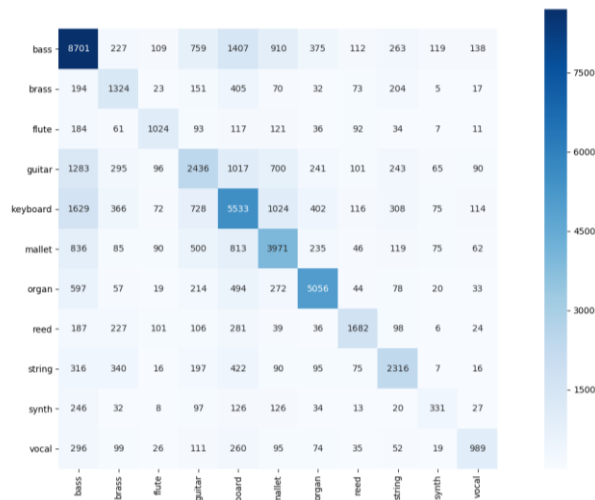 bass 8701 227 109 759 1407 910 375 112 263 119 138
brass 194 1324 23 151 405 70 32 73 204 5 17
flute 184 61 1024 93 117 121 36 92 34 7 11
guitar 1283 295 96 2436 1017 700 241 101 243 65 90
keyboard 1629 366 72 728 5533 1024 402 116 308 75 114
mallet 836 85 90 500 813 3971 235 46 119 75 62
organ 597 57 19 214 494 272 5056 44 78 20 33
reed 187 227 101 106 281 39 36 1682 98 6 24
string 316 340 16 197 422 90 95 75 2316 7 16
synth 246 32 8 97 126 126 34 13 20 331 27
vocal 296 99 26 111 260 95 74 35 52 19 989
bass brass flute guitar board mallet organ reed string synth vocal
7500
6000
4500
3000
1500